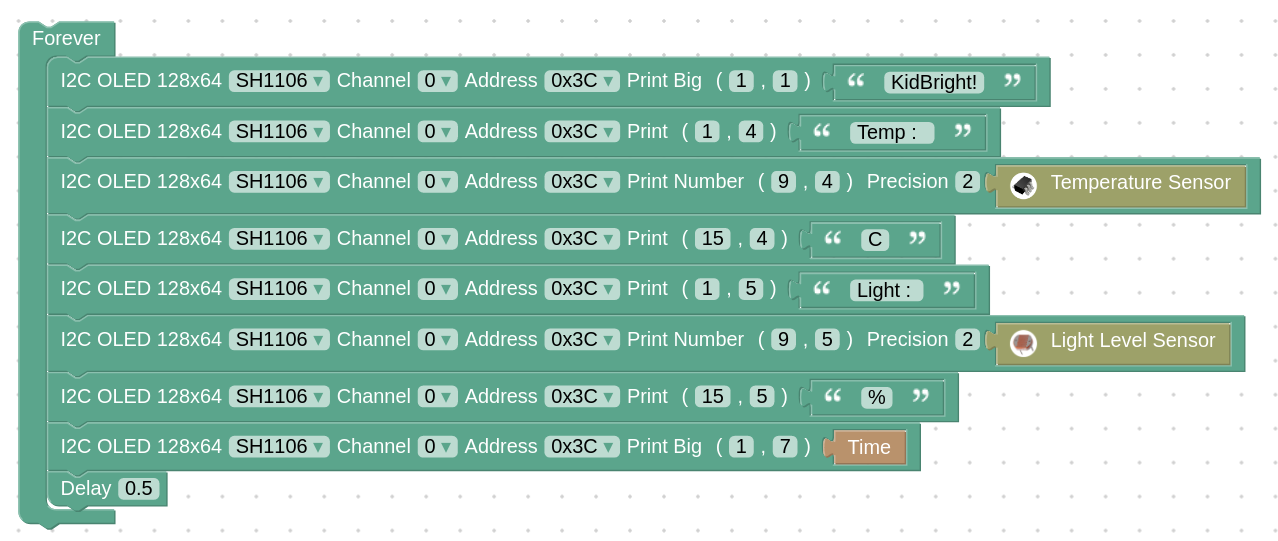 Forever
I2C OLED 128x64 SH1106 ▾ Channel 0 ▾ Address 0x3C ▾ Print Big ( 1 , 1 ) “ KidBright! ”
I2C OLED 128x64 SH1106 ▾ Channel 0 ▾ Address 0x3C ▾ Print ( 1 , 4 ) “ Temp : ”
I2C OLED 128x64 SH1106 ▾ Channel 0 ▾ Address 0x3C ▾ Print Number ( 9 , 4 ) Precision 2 Temperature Sensor
I2C OLED 128x64 SH1106 ▾ Channel 0 ▾ Address 0x3C ▾ Print ( 15 , 4 ) “ C ”
I2C OLED 128x64 SH1106 ▾ Channel 0 ▾ Address 0x3C ▾ Print ( 1 , 5 ) “ Light : ”
I2C OLED 128x64 SH1106 ▾ Channel 0 ▾ Address 0x3C ▾ Print Number ( 9 , 5 ) Precision 2 Light Level Sensor
I2C OLED 128x64 SH1106 ▾ Channel 0 ▾ Address 0x3C ▾ Print ( 15 , 5 ) “ % ”
I2C OLED 128x64 SH1106 ▾ Channel 0 ▾ Address 0x3C ▾ Print Big ( 1 , 7 ) Time
Delay 0.5